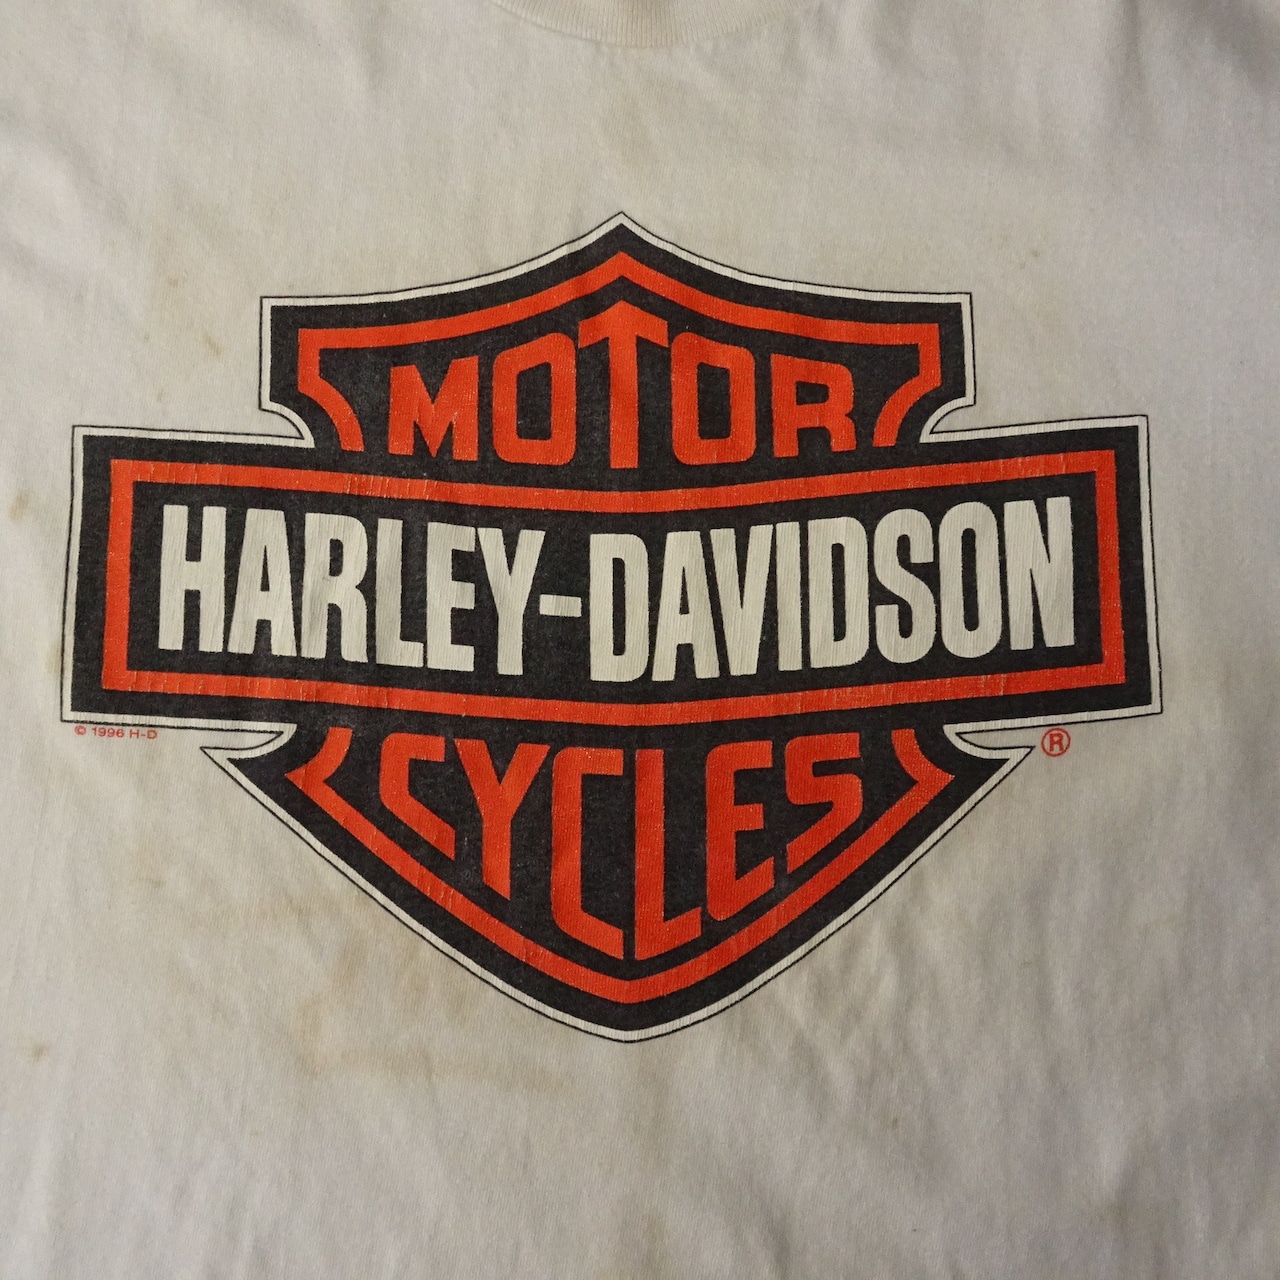 MOTOR
HARLEY-DAVIDSON
© 1996 H-D
®
CYCLES